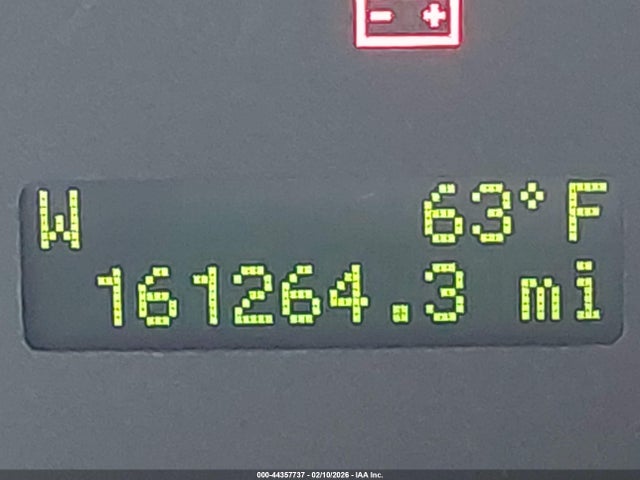 - +
W 63°F
161264.3 mi
000-44357737 - 02/10/2026 - IAA Inc.